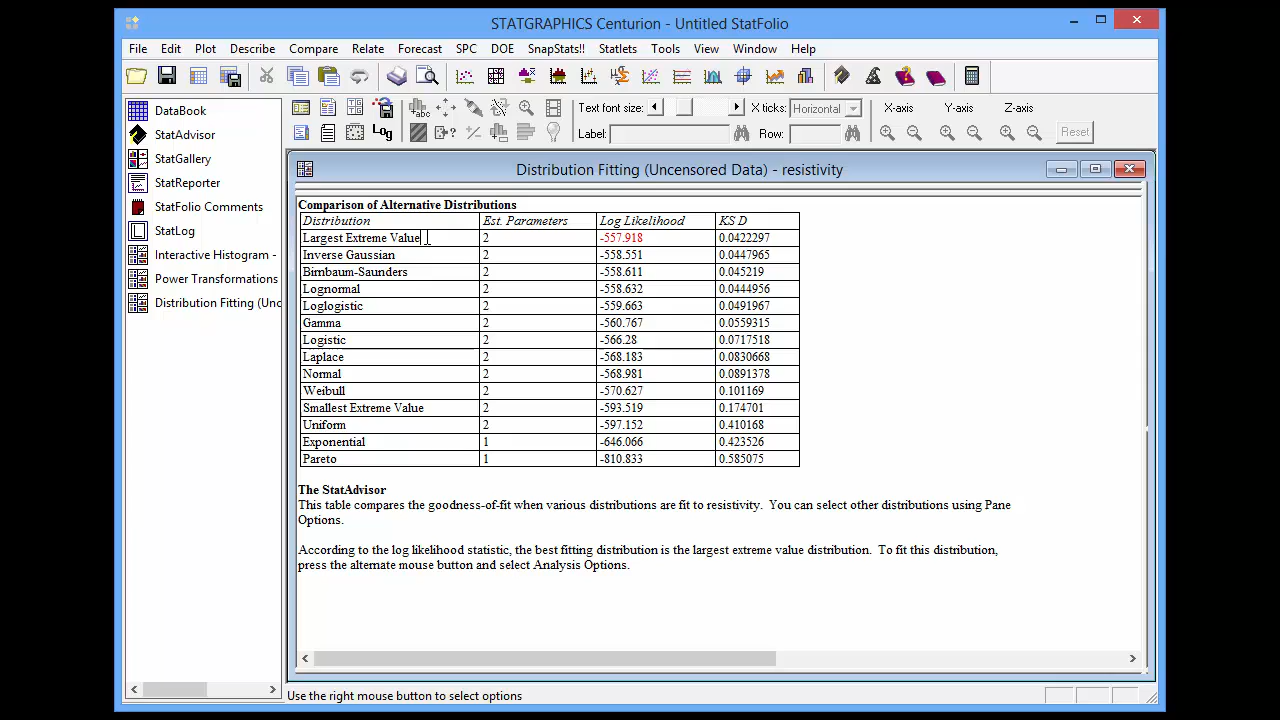 STATGRAPHICS Centurion - Untitled StatFolio
File Edit Plot Describe Compare Relate Forecast SPC DOE SnapStats!! Statlets Tools View Window Help
Text font size: X ticks: Horizontal X-axis Y-axis Z-axis
Log Label: Row: Reset
DataBook
StatAdvisor
StatGallery
StatReporter
StatFolio Comments
StatLog
Interactive Histogram -
Power Transformations
Distribution Fitting (Unc
Distribution Fitting (Uncensored Data) - resistivity
Comparison of Alternative Distributions
Distribution Est. Parameters Log Likelihood KS D
Largest Extreme Value 2 -557.918 0.0422297
Inverse Gaussian 2 -558.551 0.0447965
Birnbaum-Saunders 2 -558.611 0.045219
Lognormal 2 -558.632 0.0444956
Loglogistic 2 -559.663 0.0491967
Gamma 2 -560.767 0.0559315
Logistic 2 -566.28 0.0717518
Laplace 2 -568.183 0.0830668
Normal 2 -568.981 0.0891378
Weibull 2 -570.627 0.101169
Smallest Extreme Value 2 -593.519 0.174701
Uniform 2 -597.152 0.410168
Exponential 1 -646.066 0.423526
Pareto 1 -810.833 0.585075
The StatAdvisor
This table compares the goodness-of-fit when various distributions are fit to resistivity. You can select other distributions using Pane
Options.
According to the log likelihood statistic, the best fitting distribution is the largest extreme value distribution. To fit this distribution,
press the alternate mouse button and select Analysis Options.
Use the right mouse button to select options